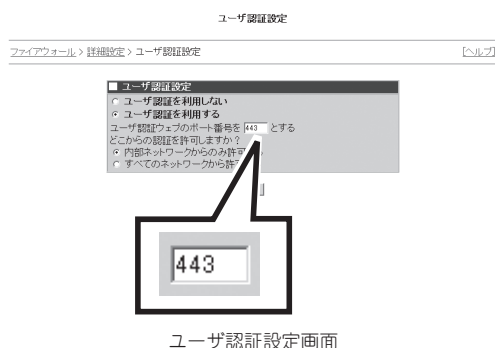 ユーザ認証設定
ファイアウォール > 詳細設定 > ユーザ認証設定 [ヘルプ]
■ ユーザ認証設定
ユーザ認証を利用しない
ユーザ認証を利用する
ユーザ認証ウェブのポート番号を 443 とする
どこからの認証を許可しますか?
内部ネットワークからのみ許可
すべてのネットワークから許
443
ユーザ認証設定画面